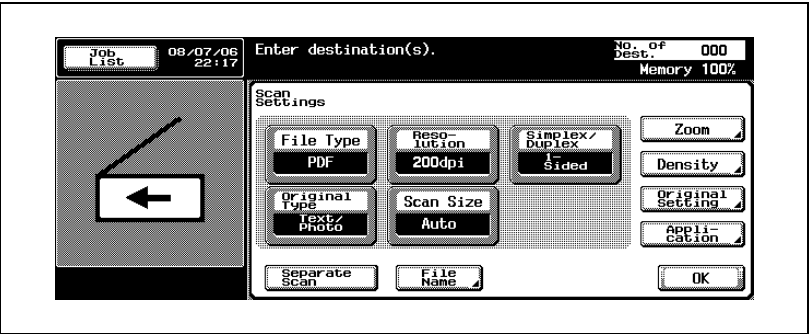 Job
List
08/07/06
22:17
Enter destination(s).
No. of
Dest.
000
Memory 100%
Scan
Settings
File Type
PDF
Reso-
lution
200dpi
Simplex/
Duplex
1-
Sided
Zoom
Density
Original
Type
Text/
Photo
Scan Size
Auto
Original
Setting
Appli-
cation
Separate
Scan
File
Name
OK